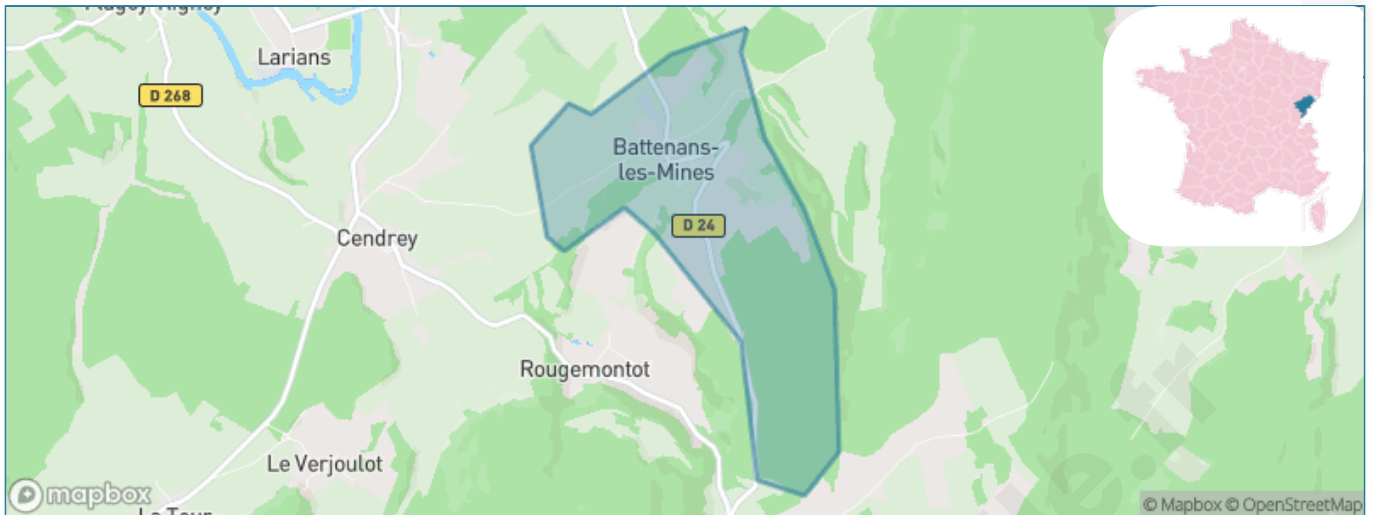 Larians
D 268
Battenans-
les-Mines
D 24
Cendrey
Rougemontot
Le Verjoulot
mapbox
© Mapbox © OpenStreetMap